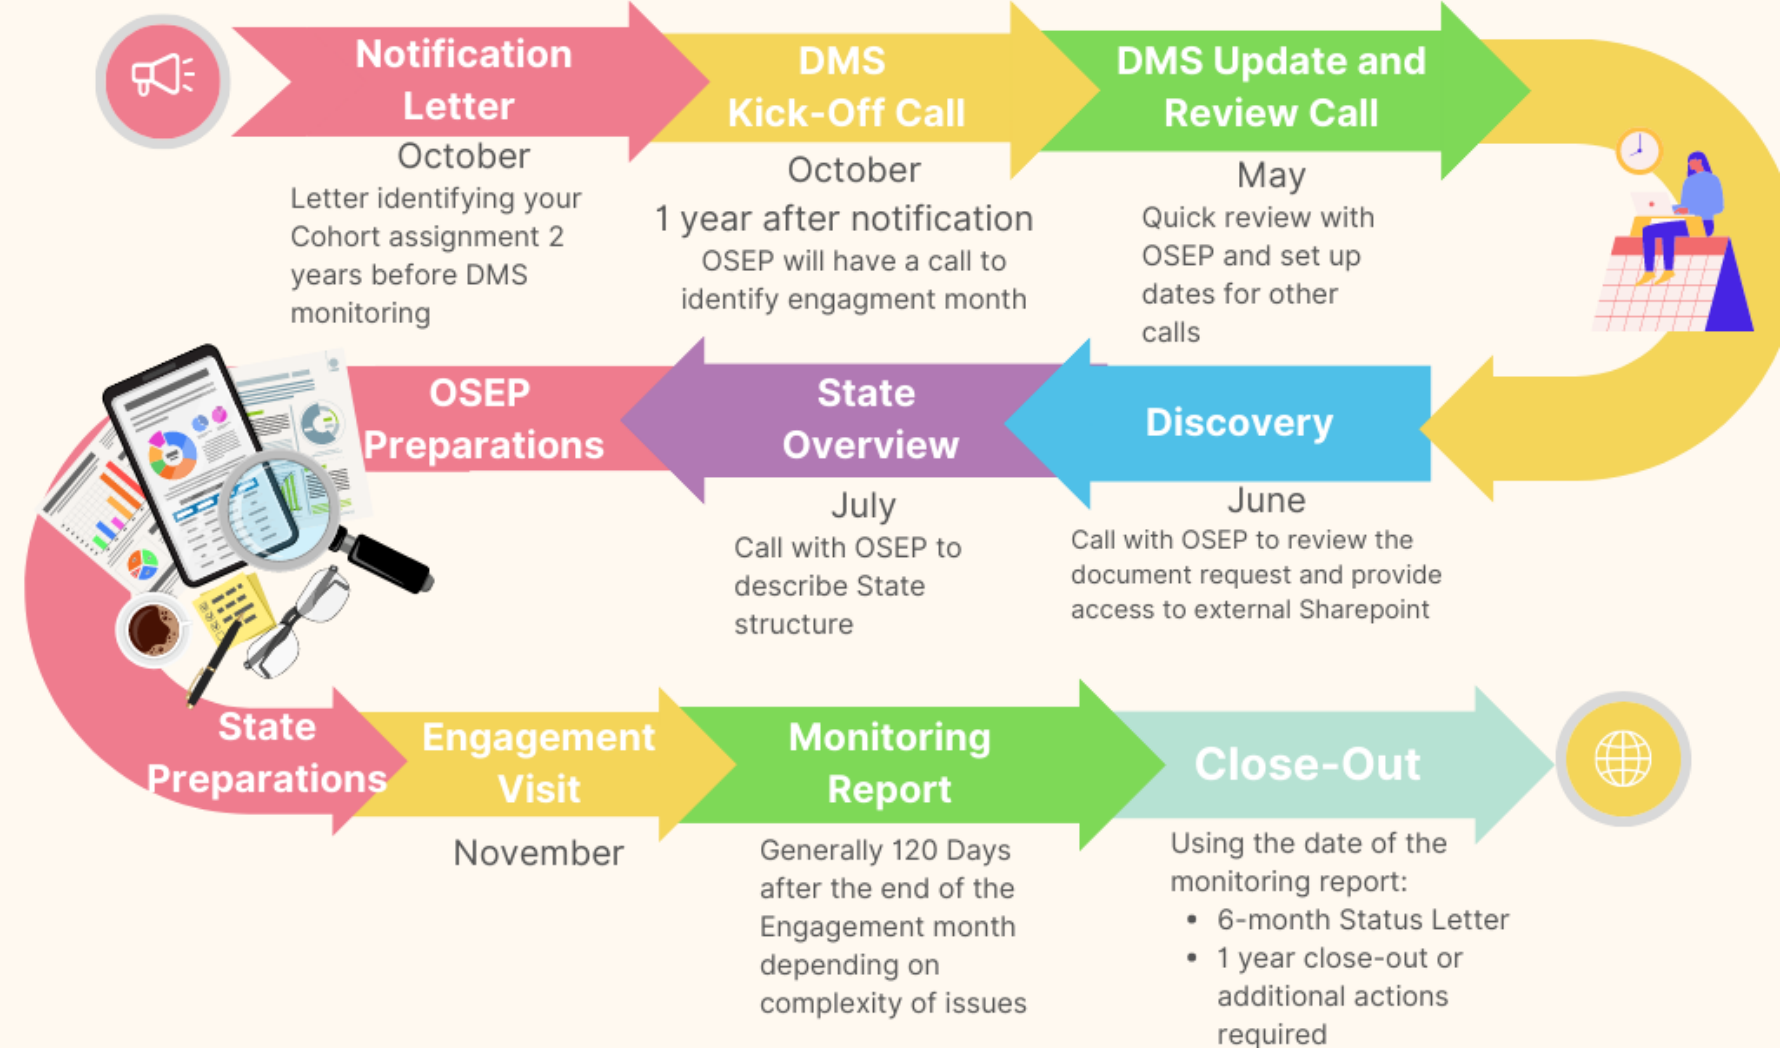 Notification
Letter
October
Letter identifying your
Cohort assignment 2
years before DMS
monitoring
DMS
Kick-Off Call
October
1 year after notification
OSEP will have a call to
identify engagment month
DMS Update and
Review Call
May
Quick review with
OSEP and set up
dates for other
calls
Discovery
June
Call with OSEP to review the
document request and provide
access to external Sharepoint
State
Overview
July
Call with OSEP to
describe State
structure
OSEP
Preparations
State
Preparations
Engagement
Visit
November
Monitoring
Report
Generally 120 Days
after the end of the
Engagement month
depending on
complexity of issues
Close-Out
Using the date of the
monitoring report:
• 6-month Status Letter
• 1 year close-out or
additional actions
required